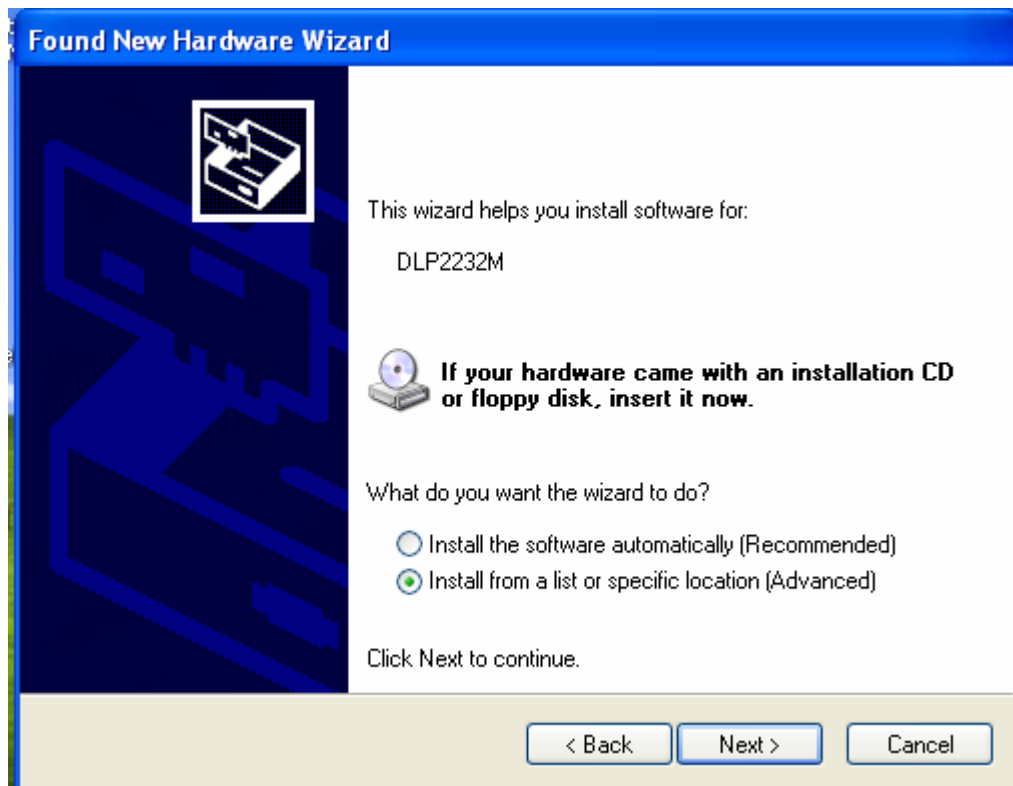 Found New Hardware Wizard
This wizard helps you install software for:
DLP2232M
If your hardware came with an installation CD
or floppy disk, insert it now.
What do you want the wizard to do?
Install the software automatically (Recommended)
Install from a list or specific location (Advanced)
Click Next to continue.
< Back
Next >
Cancel